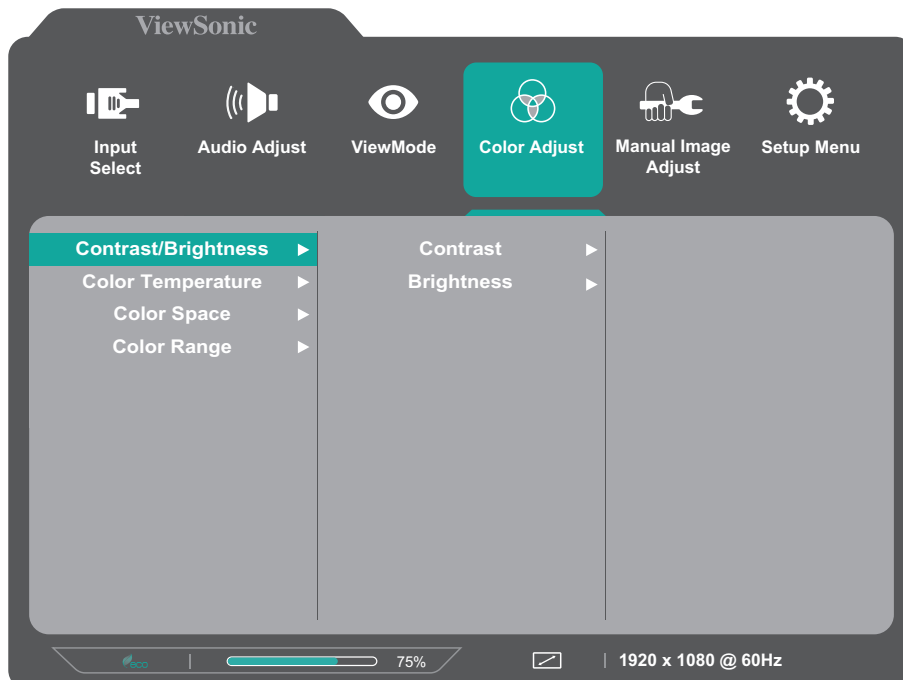 ViewSonic
Input
Select
Audio Adjust
ViewMode
Color Adjust
Manual Image
Adjust
Setup Menu
Contrast/Brightness
Color Temperature
Color Space
Color Range
Contrast
Brightness
eco
75%
1920 x 1080 @ 60Hz